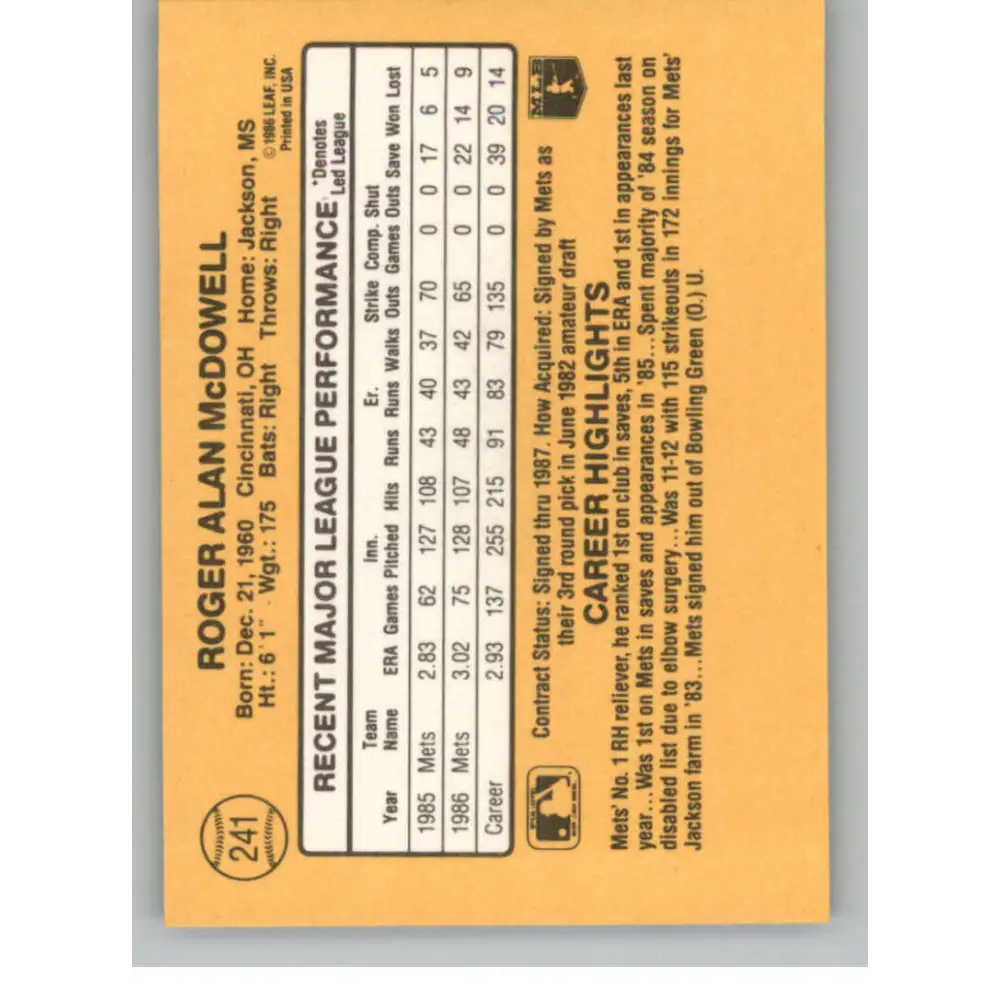 241
ROGER ALAN McDOWELL
Born: Dec. 21, 1960 Cincinnati, OH Home: Jackson, MS
Ht.: 6'1" Wgt.: 175 Bats: Right Throws: Right
© 1986 LEAF, INC.
Printed in USA
RECENT MAJOR LEAGUE PERFORMANCE
*Denotes
Led League
Team Inn. Er. Strike Comp. Shut
Year Name ERA Games Pitched Hits Runs Runs Walks Outs Games Outs Save Won Lost
1985 Mets 2.83 62 127 108 43 40 37 70 0 0 17 6 5
1986 Mets 3.02 75 128 107 48 43 42 65 0 0 22 14 9
Career 2.93 137 255 215 91 83 79 135 0 0 39 20 14
Contract Status: Signed thru 1987. How Acquired: Signed by Mets as
their 3rd round pick in June 1982 amateur draft
MLB
CAREER HIGHLIGHTS
Mets' No. 1 RH reliever, he ranked 1st on club in saves, 5th in ERA and 1st in appearances last
year...Was 1st on Mets in saves and appearances in '85...Spent majority of '84 season on
disabled list due to elbow surgery...Was 11-12 with 115 strikeouts in 172 innings for Mets'
Jackson farm in '83...Mets signed him out of Bowling Green (O.) U.